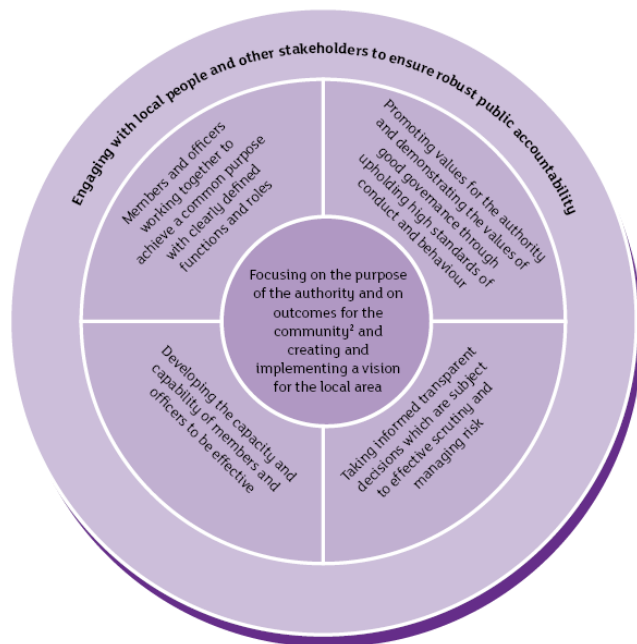 Engaging with local people and other stakeholders to ensure robust public accountability
Members and officers
working together to
achieve a common purpose
with clearly defined
functions and roles
Promoting values for the authority
and demonstrating the values of
good governance through
upholding high standards of
conduct and behaviour
Focusing on the purpose
of the authority and on
outcomes for the
community² and
creating and
implementing a vision
for the local area
Developing the capacity and
capability of members and
officers to be effective
Taking informed transparent
decisions which are subject
to effective scrutiny and
managing risk